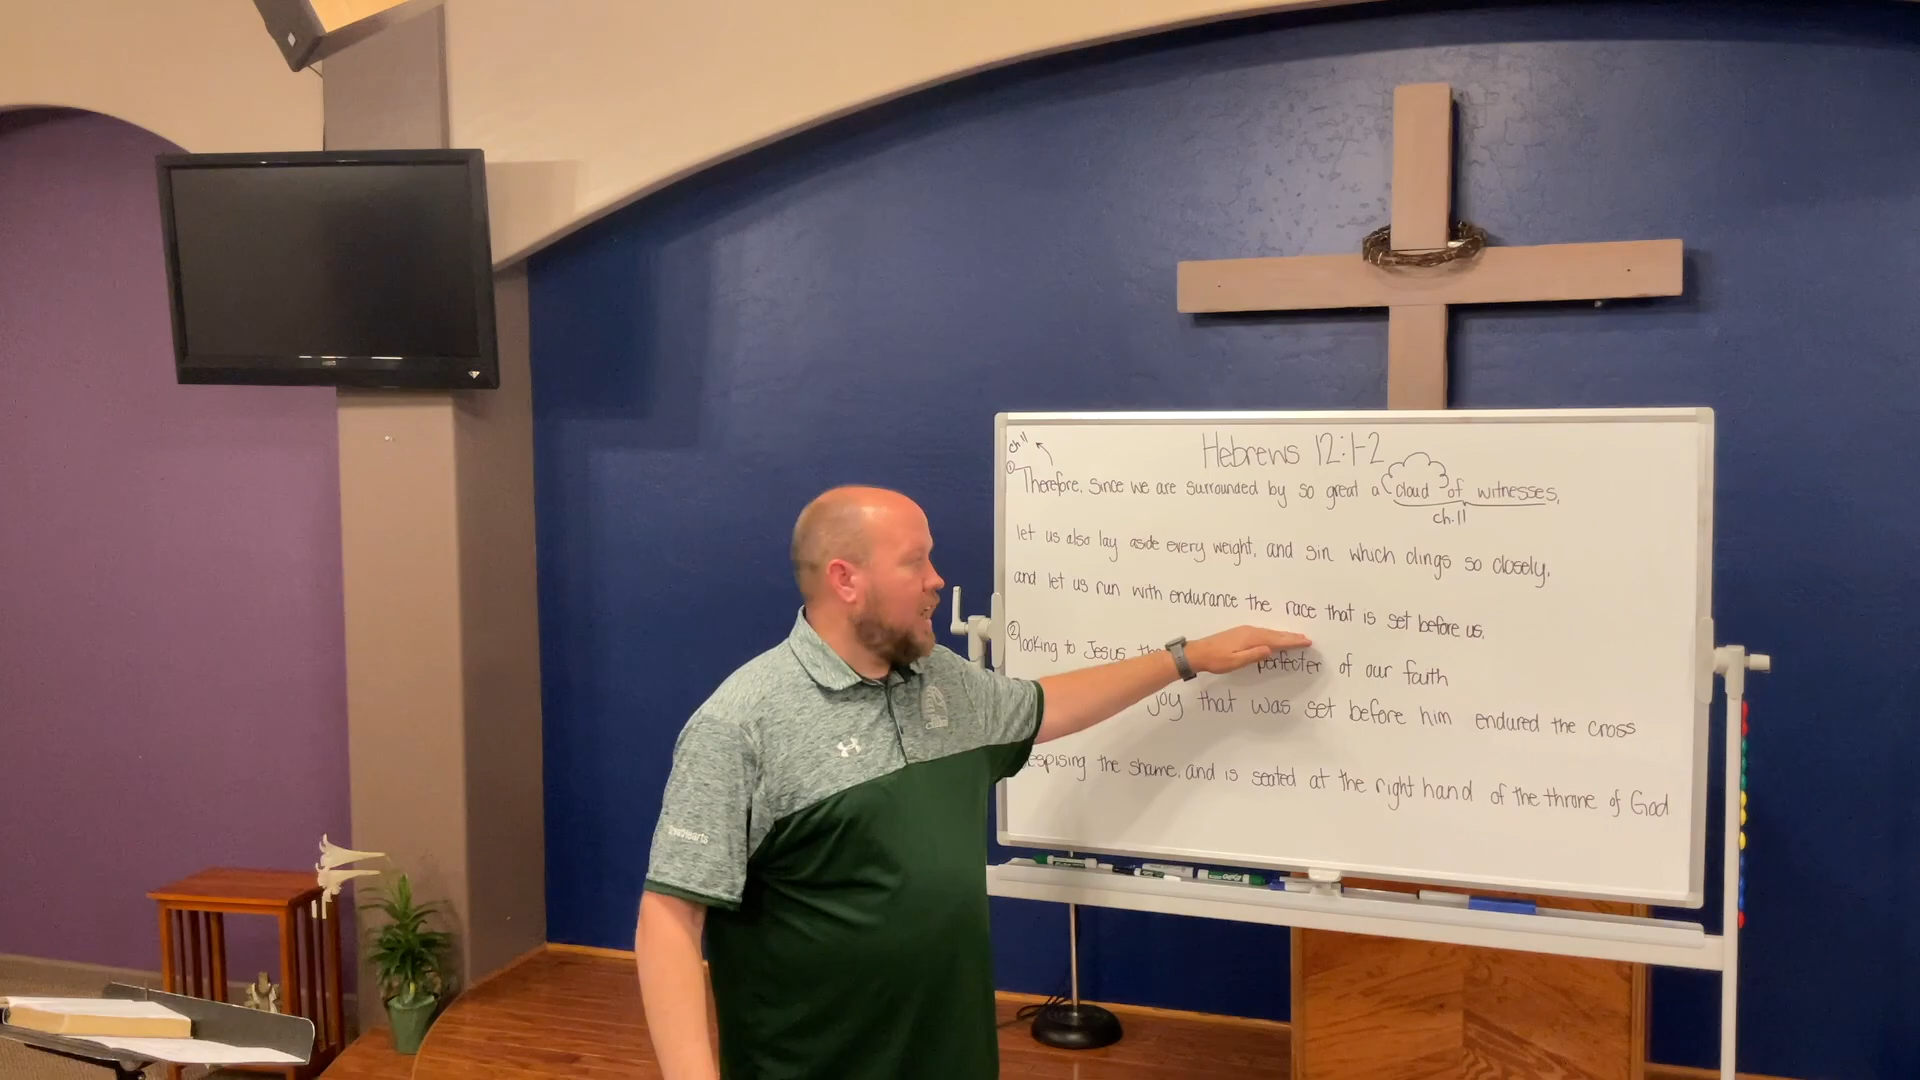 Hebrews 12:1-2
ch.11
① Therefore, since we are surrounded by so great a cloud of witnesses,
ch.11
let us also lay aside every weight, and sin which clings so closely,
and let us run with endurance the race that is set before us,
② looking to Jesus the perfecter of our faith
joy that was set before him endured the cross
espising the shame, and is seated at the right hand of the throne of God